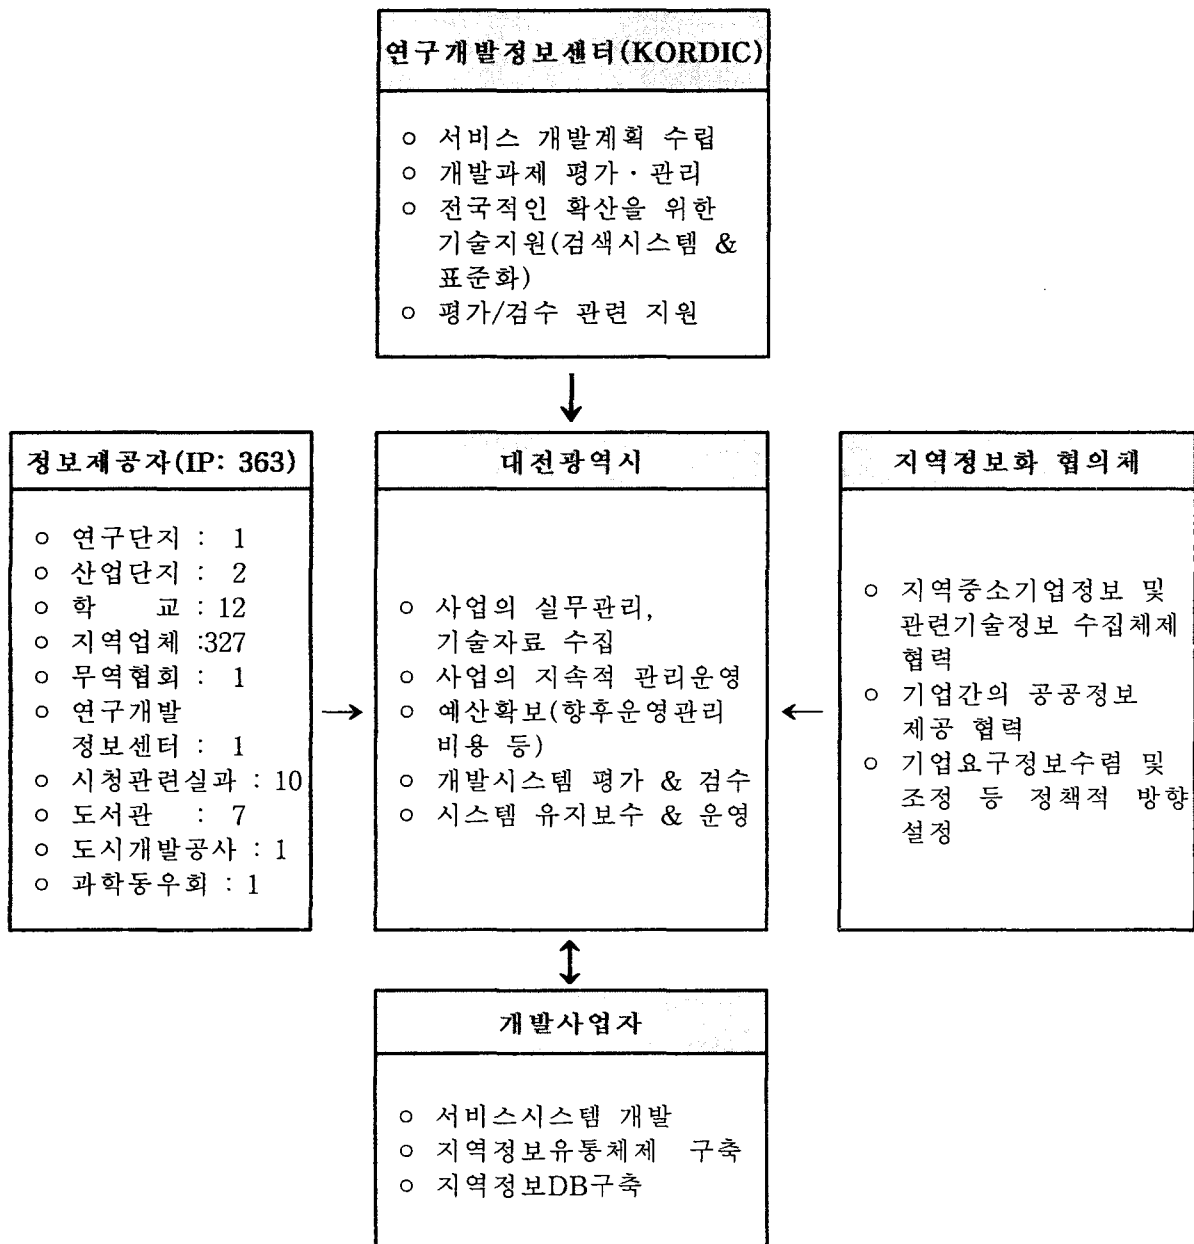 연구개발정보센터(KORDIC)
○ 서비스 개발계획 수립
○ 개발과제 평가·관리
○ 전국적인 확산을 위한
기술지원(검색시스템 &
표준화)
○ 평가/검수 관련 지원
↓
정보제공자(IP: 363)
○ 연구단지 : 1
○ 산업단지 : 2
○ 학 교 : 12
○ 지역업체 :327
○ 무역협회 : 1
○ 연구개발
정보센터 : 1
○ 시청관련실과 : 10
○ 도서관 : 7
○ 도시개발공사 : 1
○ 과학동우회 : 1
→
대전광역시
○ 사업의 실무관리,
기술자료 수집
○ 사업의 지속적 관리운영
○ 예산확보(향후운영관리
비용 등)
○ 개발시스템 평가 & 검수
○ 시스템 유지보수 & 운영
←
지역정보화 협의체
○ 지역중소기업정보 및
관련기술정보 수집체제
협력
○ 기업간의 공공정보
제공 협력
○ 기업요구정보수렴 및
조정 등 정책적 방향
설정
↕
개발사업자
○ 서비스시스템 개발
○ 지역정보유통체제 구축
○ 지역정보DB구축